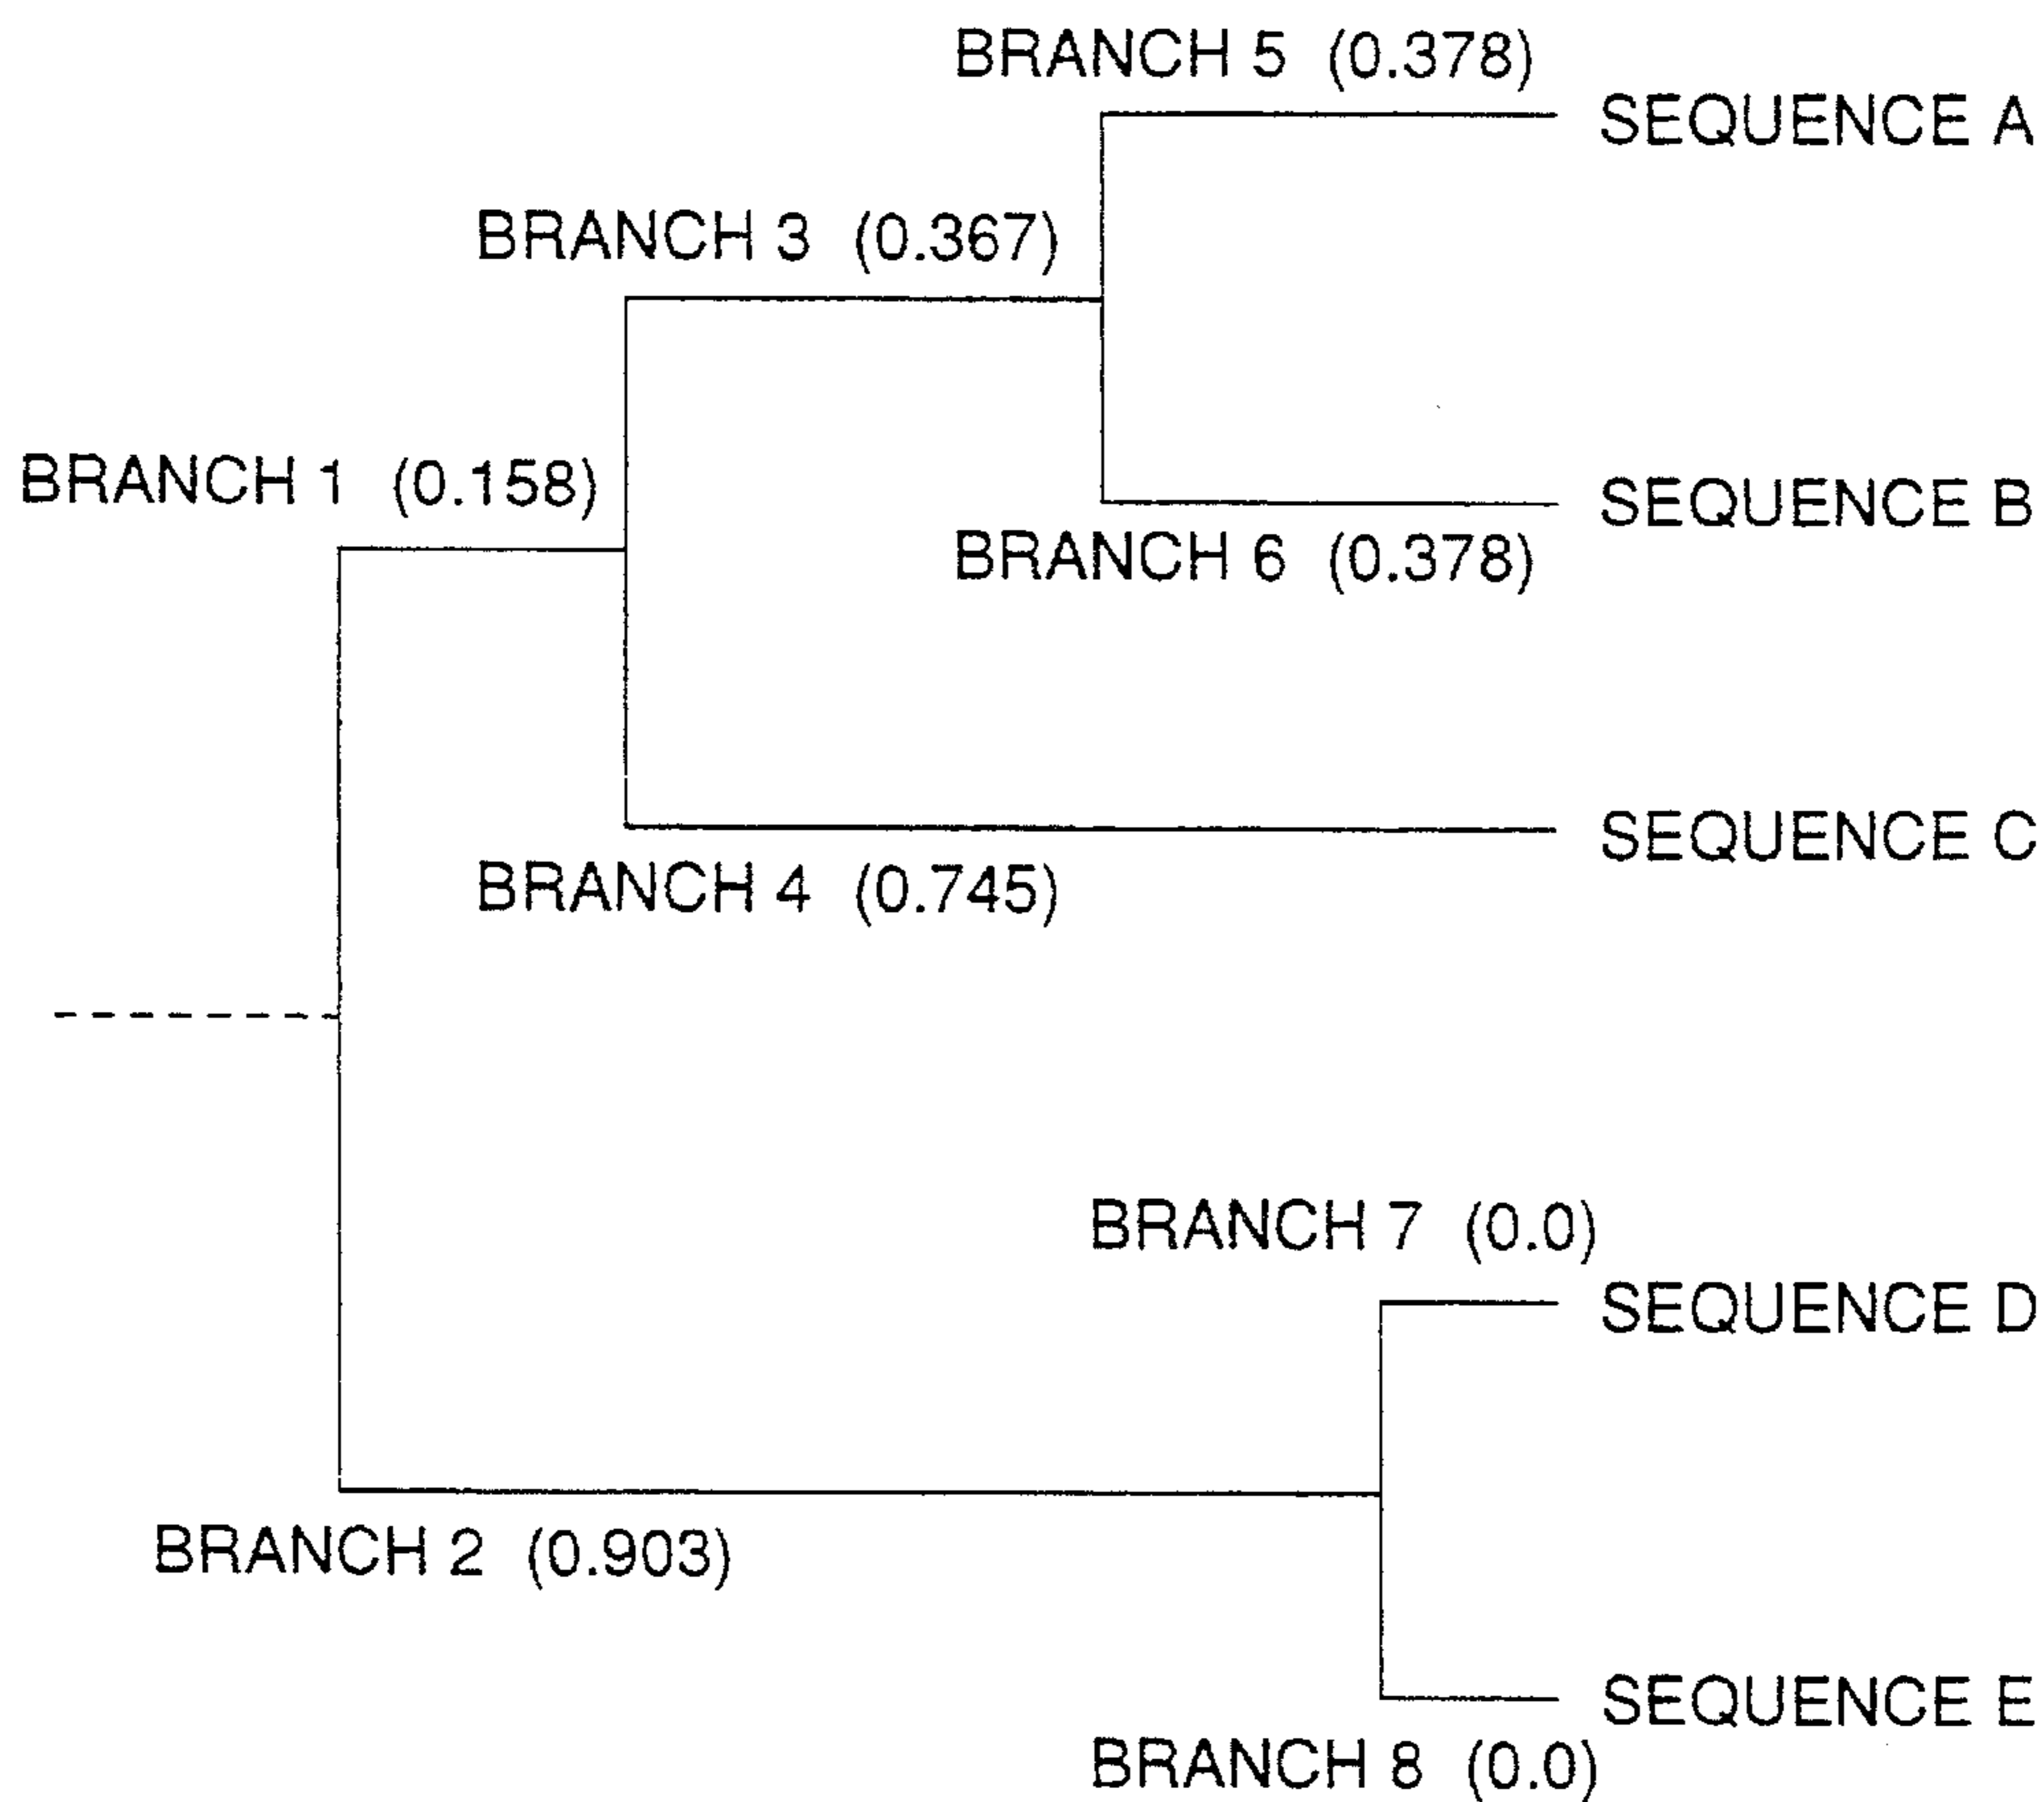 BRANCH 5 (0.378)
SEQUENCE A
BRANCH 3 (0.367)
BRANCH 1 (0.158)
SEQUENCE B
BRANCH 6 (0.378)
SEQUENCE C
BRANCH 4 (0.745)
BRANCH 7 (0.0)
SEQUENCE D
BRANCH 2 (0.903)
SEQUENCE E
BRANCH 8 (0.0)